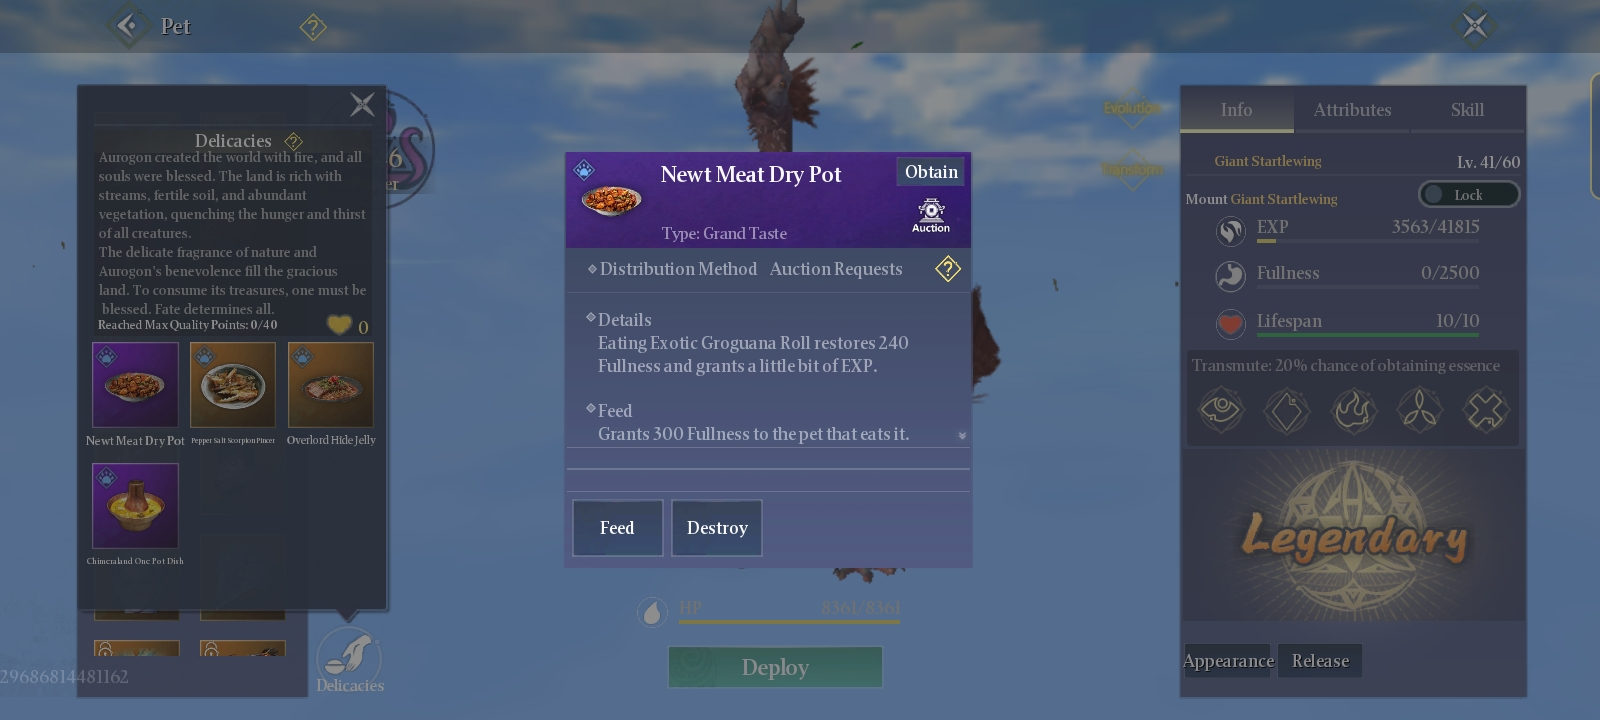 Pet
?
Delicacies ?
Aurogon created the world with fire, and all
souls were blessed. The land is rich with
streams, fertile soil, and abundant
vegetation, quenching the hunger and thirst
of all creatures.
The delicate fragrance of nature and
Aurogon's benevolence fill the gracious
land. To consume its treasures, one must be
blessed. Fate determines all.
Reached Max Quality Points: 0/40
0
Newt Meat Dry Pot
Pepper Salt Scorpion Pincer
Overlord Hide Jelly
Chimeraland One Pot Dish
29686814481162
Delicacies
Newt Meat Dry Pot
Obtain
Auction
Type: Grand Taste
Distribution Method Auction Requests ?
Details
Eating Exotic Groguana Roll restores 240
Fullness and grants a little bit of EXP.
Feed
Grants 300 Fullness to the pet that eats it.
Feed
Destroy
HP 8361/8361
Deploy
Evolution
Transform
Info
Attributes
Skill
Giant Startlewing
Lv. 41/60
Mount Giant Startlewing
Lock
EXP 3563/41815
Fullness 0/2500
Lifespan 10/10
Transmute: 20% chance of obtaining essence
Legendary
Appearance
Release